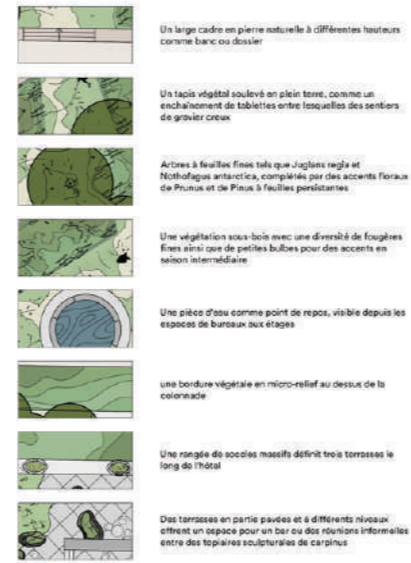 Un large cadre en pierre naturelle à différentes hauteurs
comme banc ou dossier
Un tapis végétal soulevé en plein terre, comme un
enchaînement de tablettes entre lesquelles des sentiers
de gravier creux
Arbres à feuilles fines tels que Juglans regia et
Nothofagus antarctica, complétés par des accents floraux
de Prunus et de Pinus à feuilles persistantes
Une végétation sous-bois avec une diversité de fougères
fines ainsi que de petites bulbes pour des accents en
saison intermédiaire
Une pièce d'eau comme point de repos, visible depuis les
espaces de bureaux aux étages
une bordure végétale en micro-relief au dessus de la
colonnade
Une rangée de socles massifs définit trois terrasses le
long de l'hôtel
Des terrasses en partie pavées et à différents niveaux
offrent un espace pour un bar ou des réunions informelles
entre des topiaires sculpturales de carpinus